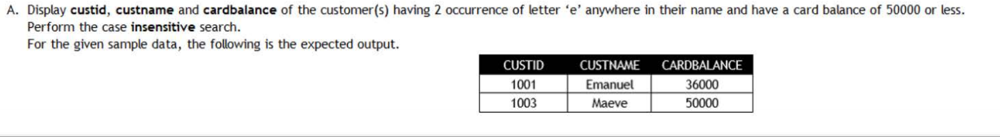 A. Display custid, custname and cardbalance of the customer(s) having 2 occurrence of letter ‘e’ anywhere in their name and have a card balance of 50000 or less.
Perform the case insensitive search.
For the given sample data, the following is the expected output.
CUSTID CUSTNAME CARDBALANCE
1001 Emanuel 36000
1003 Maeve 50000